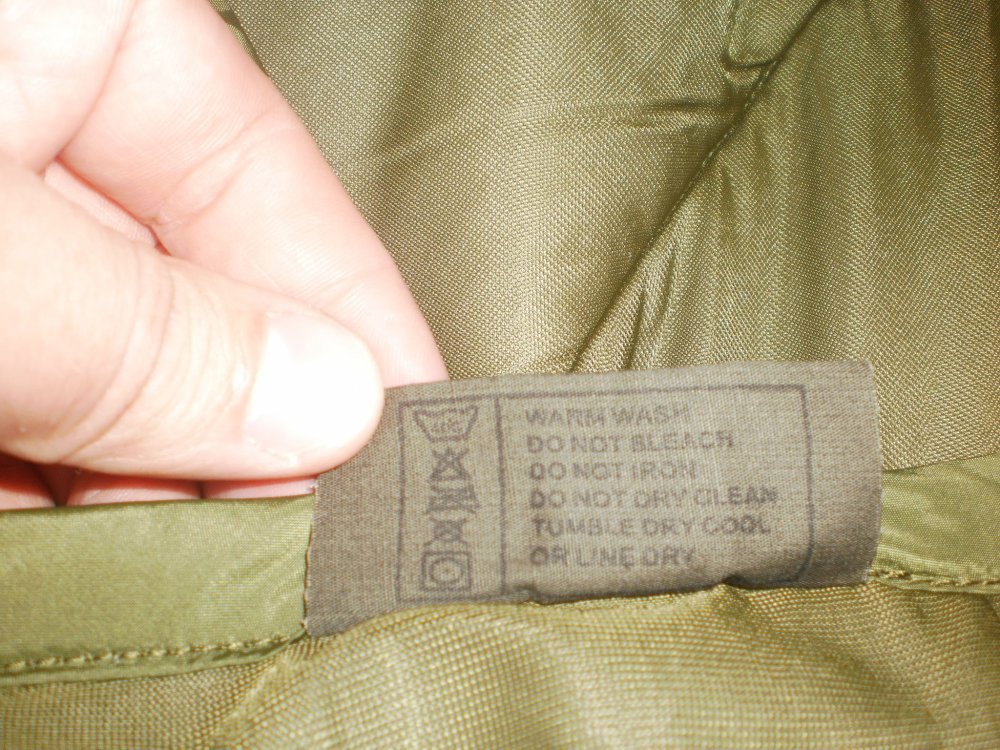 WARM WASH
DO NOT BLEACH
DO NOT IRON
DO NOT DRY CLEAN
TUMBLE DRY COOL
OR LINE DRY